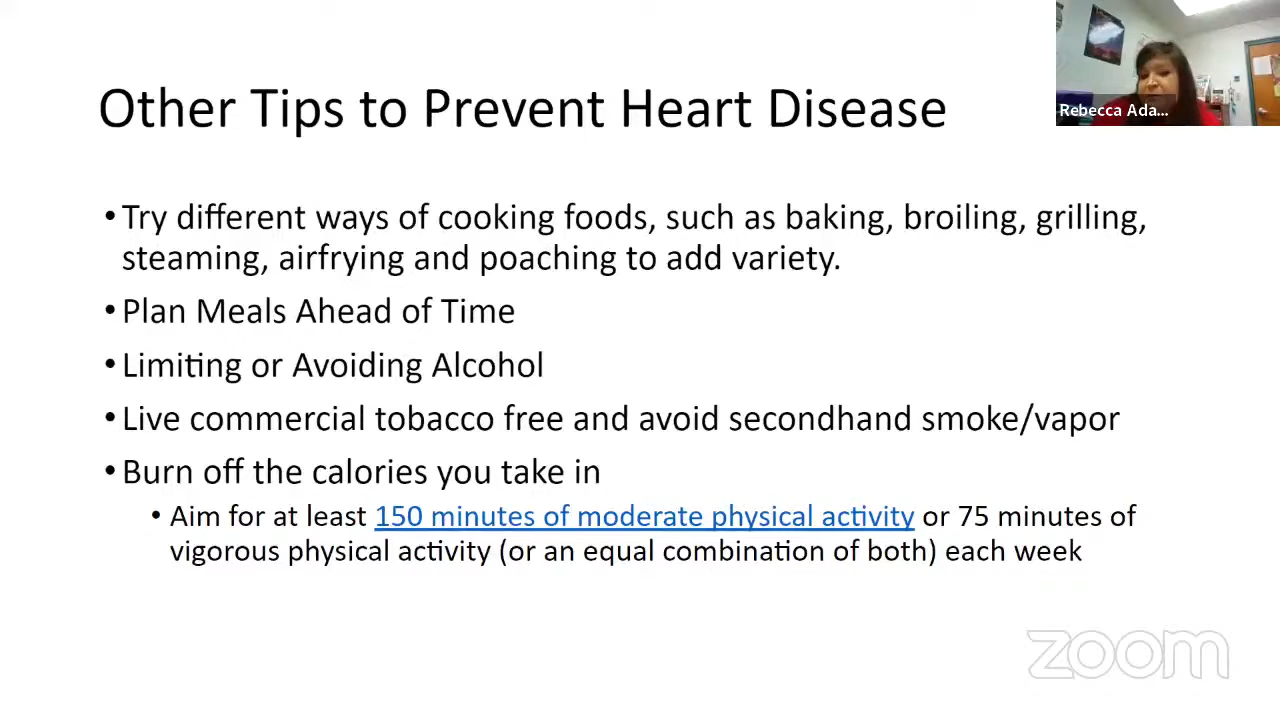 Other Tips to Prevent Heart Disease
Rebecca Ada...
• Try different ways of cooking foods, such as baking, broiling, grilling,
steaming, airfrying and poaching to add variety.
• Plan Meals Ahead of Time
• Limiting or Avoiding Alcohol
• Live commercial tobacco free and avoid secondhand smoke/vapor
• Burn off the calories you take in
• Aim for at least 150 minutes of moderate physical activity or 75 minutes of
vigorous physical activity (or an equal combination of both) each week
zoom